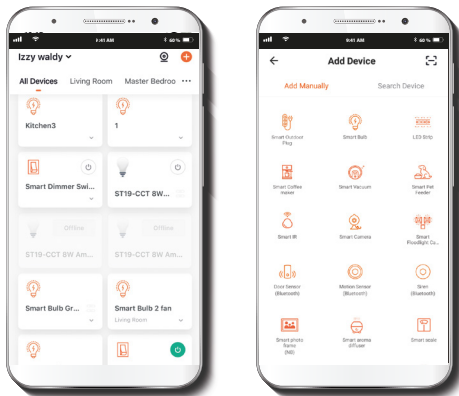 9:41 AM
60 %
Izzy waldy
All Devices Living Room Master Bedroo
Kitchen3
1
Smart Dimmer Swi...
ST19-CCT 8W...
Offline
Offline
ST19-CCT 8W Am...
ST19-CCT 8W Am...
Smart Bulb Gr...
Smart Bulb 2 fan
Living Room
9:41 AM
60 %
Add Device
Add Manually Search Device
Smart Outdoor
Plug
Smart Bulb
LED Strip
Smart Coffee
maker
Smart Vacuum
Smart Pet
Feeder
Smart IR
Smart Camera
Smart
Floodlight Ca...
Door Sensor
(Bluetooth)
Motion Sensor
(Bluetooth)
Siren
(Bluetooth)
Smart photo
frame
Smart aroma
diffuser